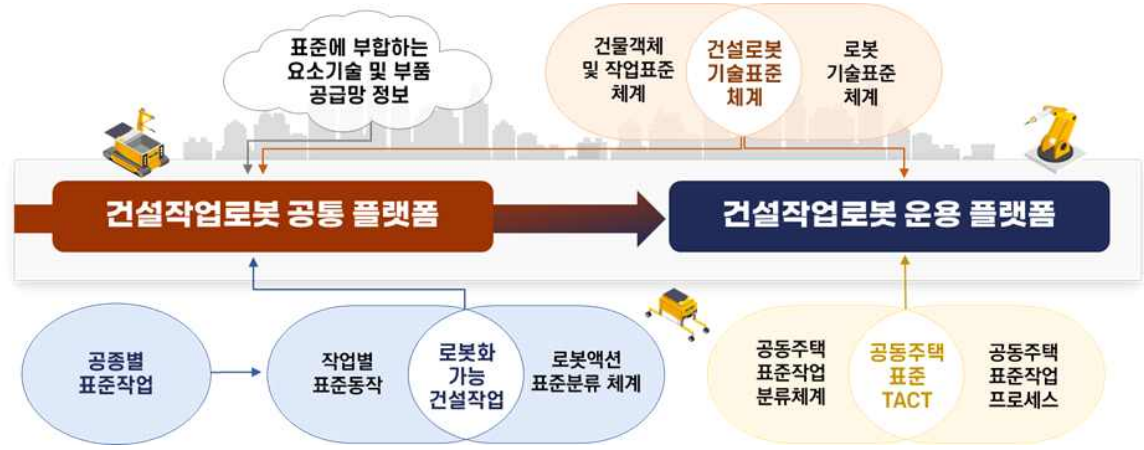 표준에 부합하는
요소기술 및 부품
공급망 정보
건물객체
및 작업표준
체계
건설로봇
기술표준
체계
로봇
기술표준
체계
건설작업로봇 공통 플랫폼
건설작업로봇 운용 플랫폼
공종별
표준작업
작업별
표준동작
로봇화
가능
건설작업
로봇액션
표준분류 체계
공동주택
표준작업
분류체계
공동주택
표준
TACT
공동주택
표준작업
프로세스